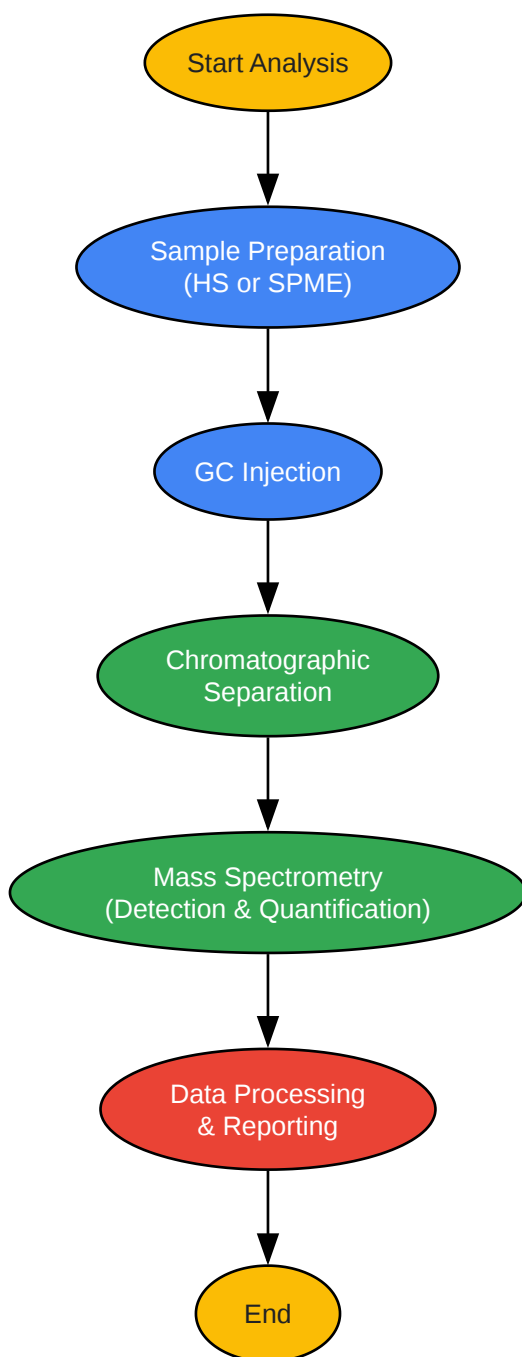 Start Analysis
Sample Preparation
(HS or SPME)
GC Injection
Chromatographic
Separation
Mass Spectrometry
(Detection & Quantification)
Data Processing
& Reporting
End